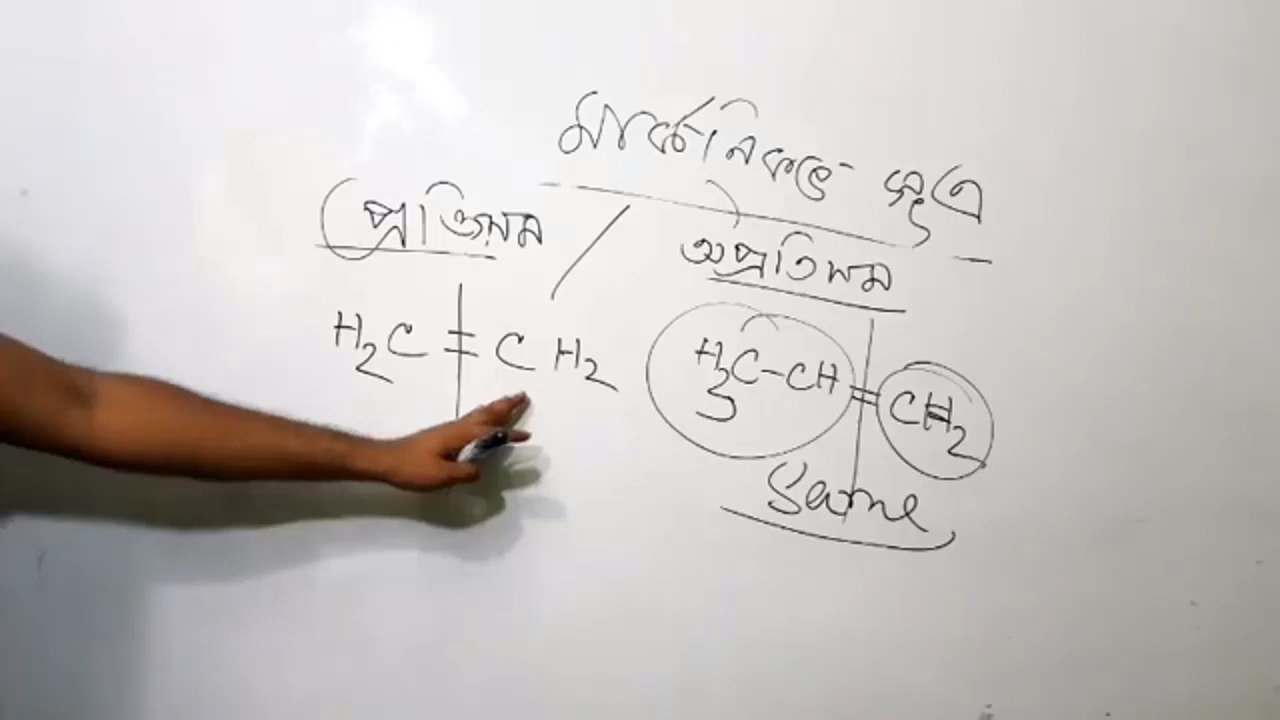 মার্কনিকভ সূত্র
প্রতিসম / অপ্রতিসম
H2C = CH2
H3C-CH = CH2
Same